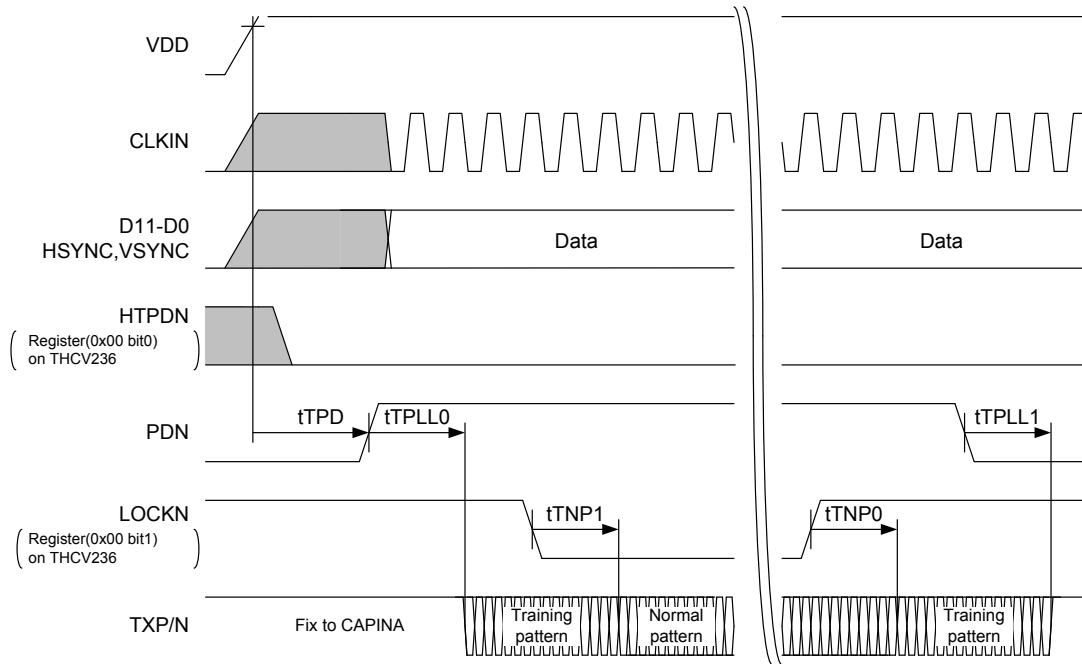 VDD
CLKIN
D11-D0
HSYNC,VSYNC
Data
Data
HTPDN
Register(0x00 bit0)
on THCV236
PDN
tTPD
tTPLL0
tTPLL1
LOCKN
Register(0x00 bit1)
on THCV236
tTNP1
tTNP0
TXP/N
Fix to CAPINA
Training
pattern
Normal
pattern
Training
pattern